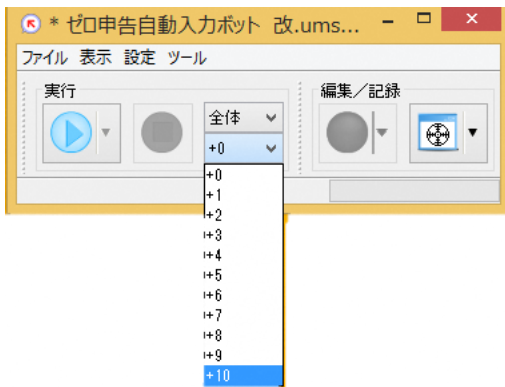 * ゼロ申告自動入力ボット 改.ums...
ファイル 表示 設定 ツール
実行
編集／記録
全体
+0
+0
+1
+2
+3
+4
+5
+6
+7
+8
+9
+10